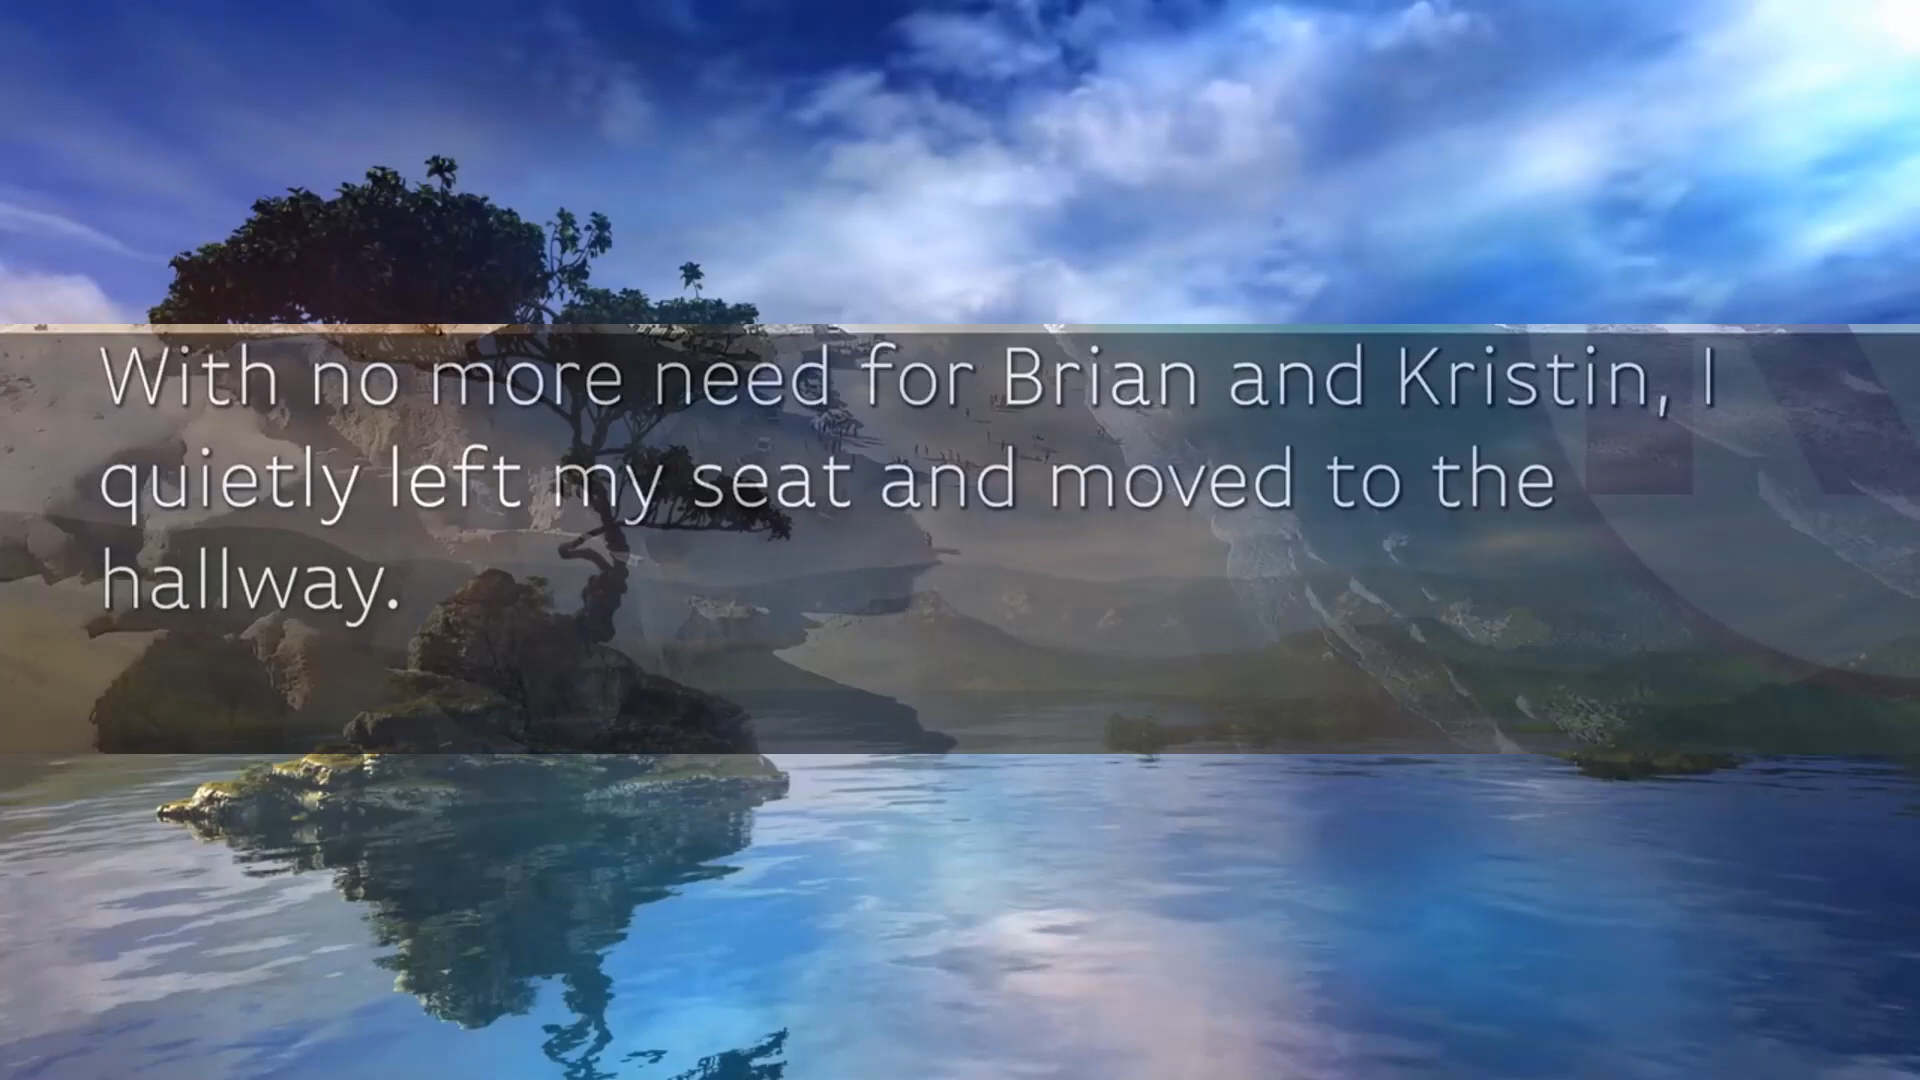 With no more need for Brian and Kristin, I
quietly left my seat and moved to the
hallway.